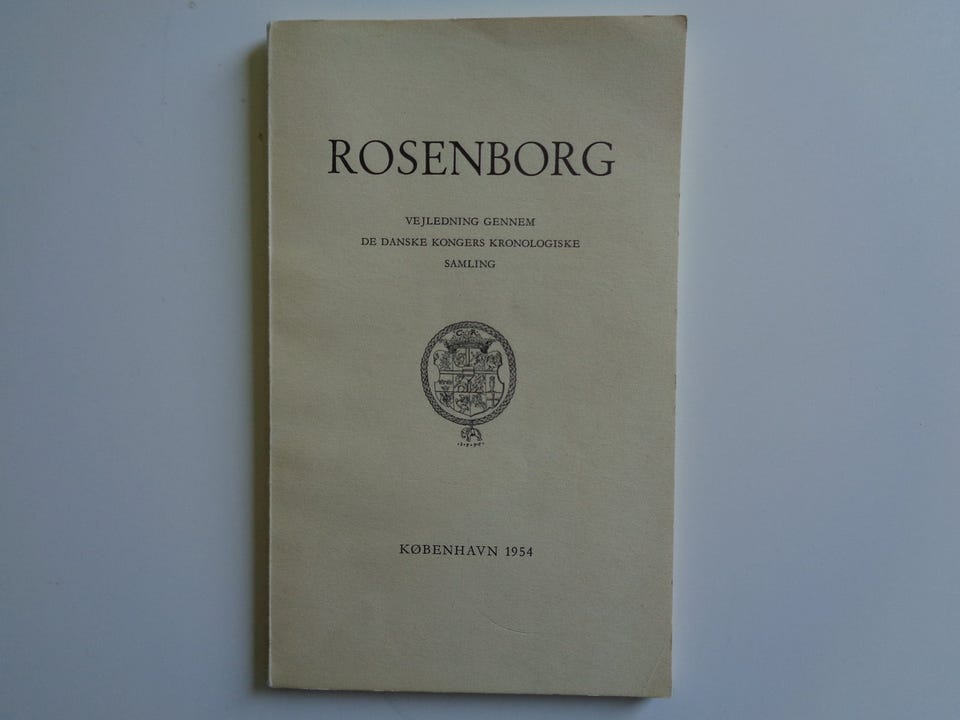 ROSENBORG
VEJLEDNING GENNEM
DE DANSKE KONGERS KRONOLOGISKE
SAMLING
KØBENHAVN 1954